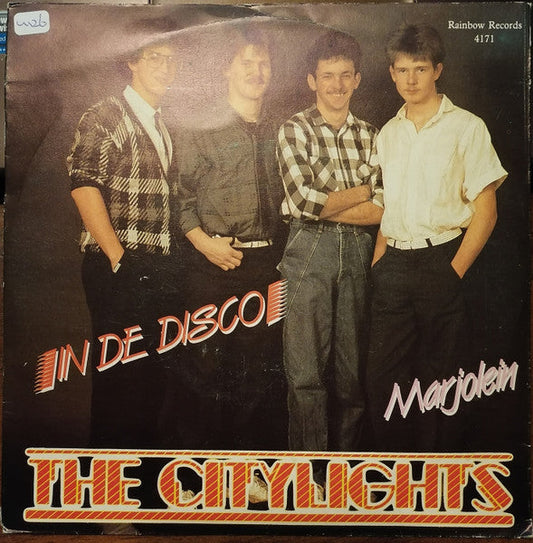 w26
Rainbow Records
4171
IN DE DISCO
Marjolein
THE CITYLIGHTS